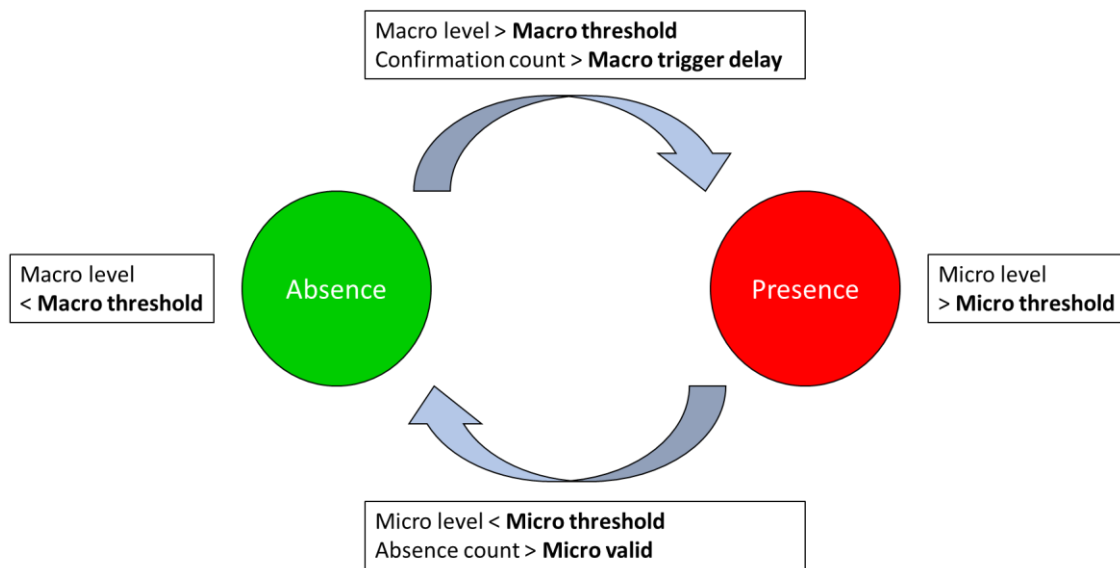 Macro level > Macro threshold
Confirmation count > Macro trigger delay
Macro level
< Macro threshold
Absence
Presence
Micro level
> Micro threshold
Micro level < Micro threshold
Absence count > Micro valid